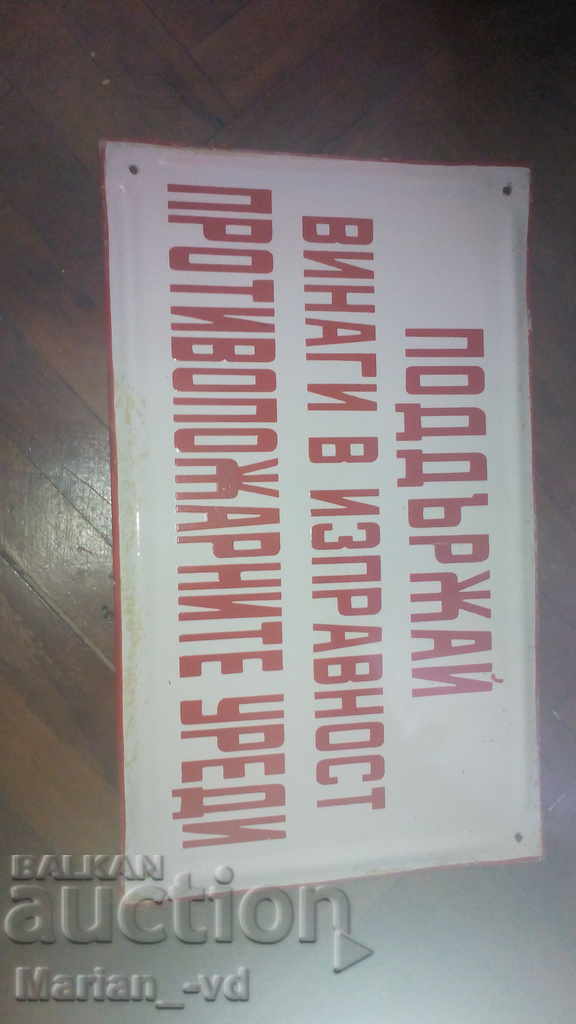 ПОДДЪРЖАЙ
ВИНАГИ В ИЗПРАВНОСТ
ПРОТИВОПОЖАРНИТЕ УРЕДИ
BALKAN
auction
Marian_-vd